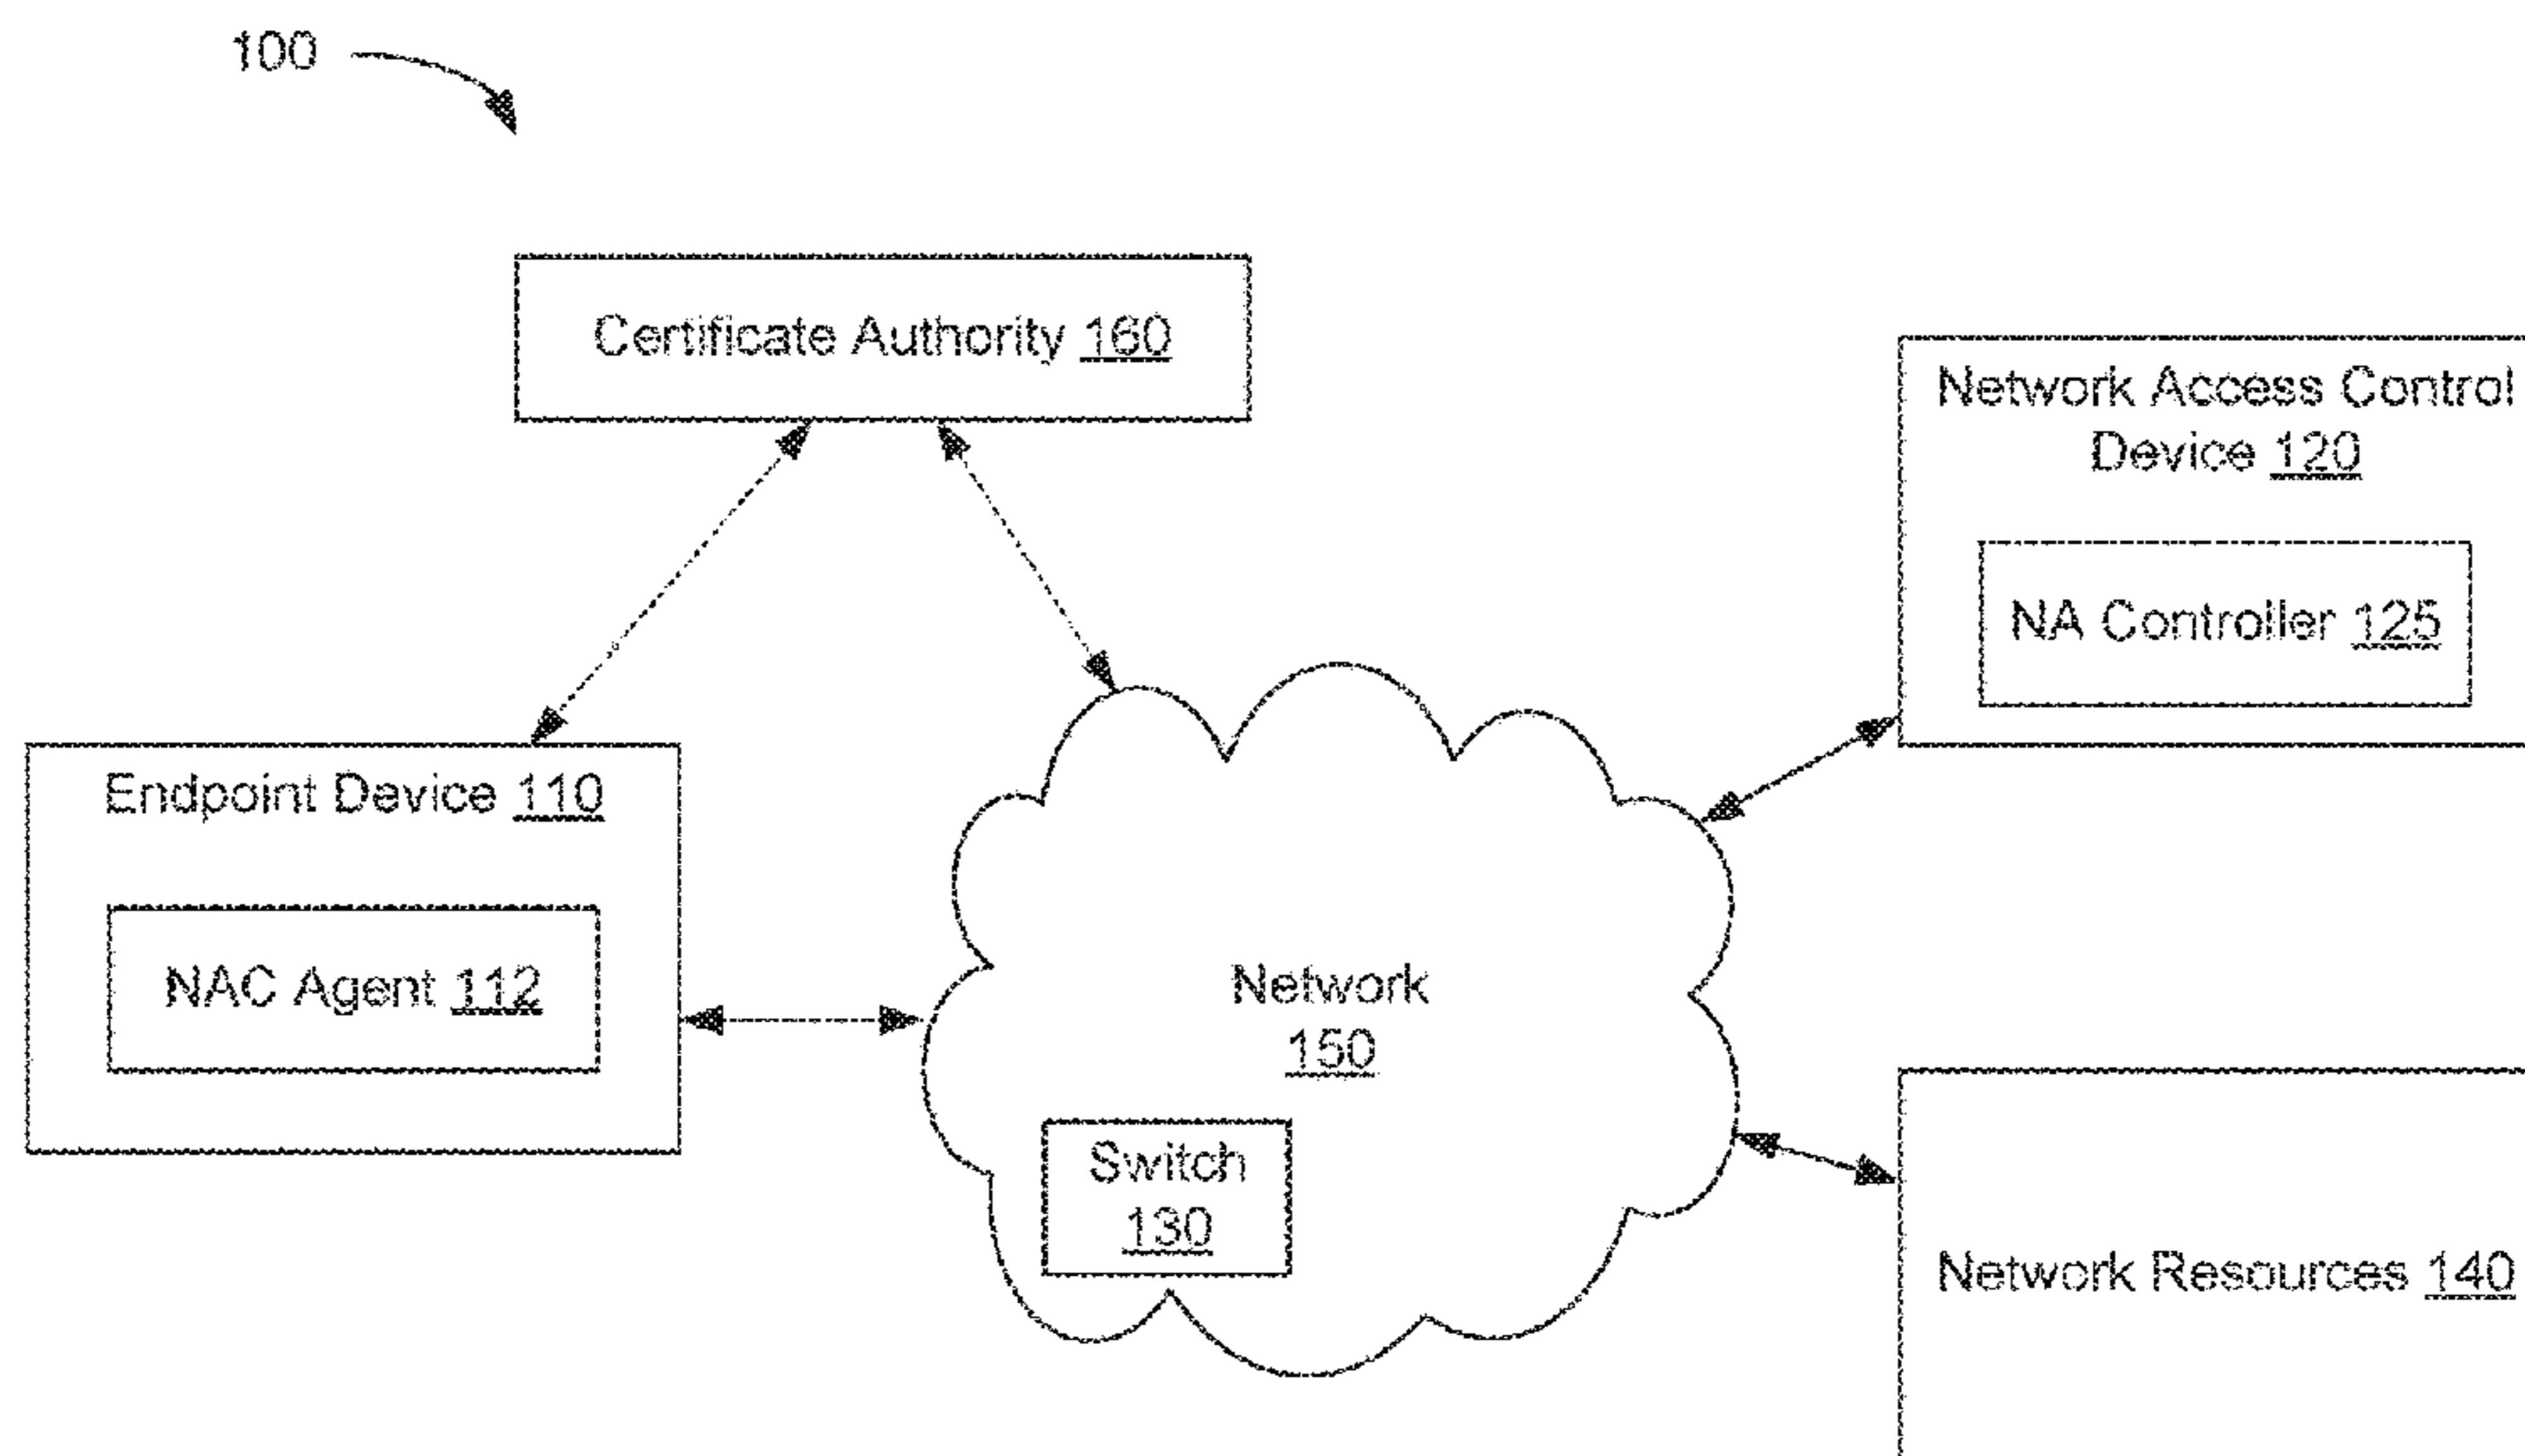 100
Certificate Authority 160
Network Access Control
Device 120
NA Controller 125
Endpoint Device 110
NAC Agent 112
Network
150
Switch
130
Network Resources 140